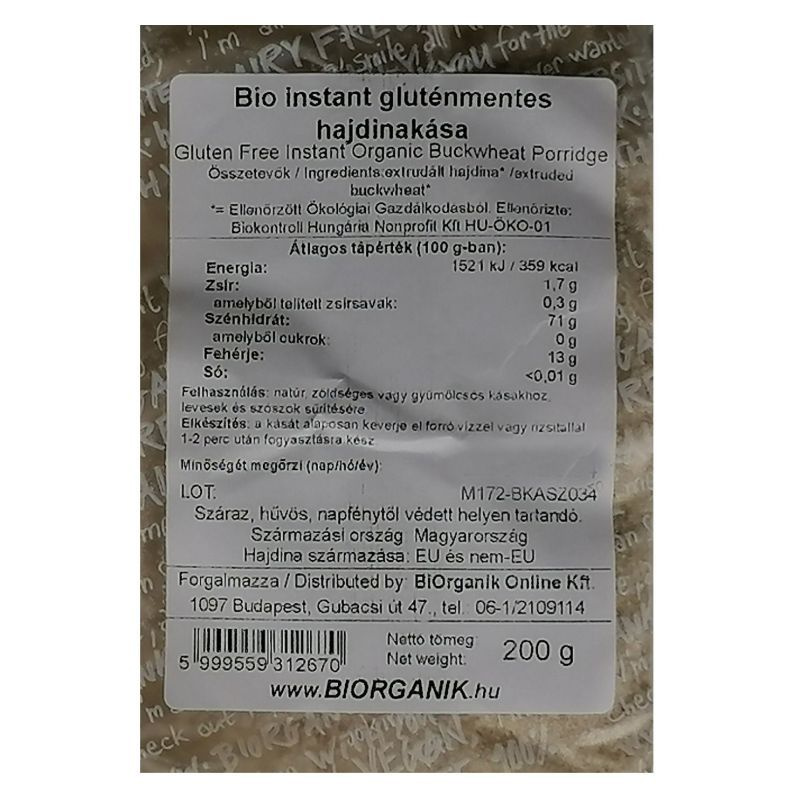 Bio instant gluténmentes
hajdinakása
Gluten Free Instant Organic Buckwheat Porridge
Összetevők / Ingredients:extrudált hajdina* /extruded
buckwheat*
*= Ellenőrzött Ökológiai Gazdálkodásból. Ellenőrizte:
Biokontroll Hungária Nonprofit Kft HU-ÖKO-01
Átlagos tápérték (100 g-ban):
Energia: 1521 kJ / 359 kcal
Zsír: 1,7 g
amelyből telített zsírsavak: 0,3 g
Szénhidrát: 71 g
amelyből cukrok: 0 g
Fehérje: 13 g
Só: <0,01 g
Felhasználás: natúr, zöldséges vagy gyümölcsös kásákhoz,
levesek és szószok sűrítésére
Elkészítés: a kását alaposan keverje el forró vízzel vagy rizsitallal
1-2 perc után fogyasztásra kész.
Minőségét megőrzi (nap/hó/év):
LOT: M172-BKASZ034
Száraz, hűvös, napfénytől védett helyen tartandó.
Származási ország: Magyarország
Hajdina származása: EU és nem-EU
Forgalmazza / Distributed by: BiOrganik Online Kft.
1097 Budapest, Gubacsi út 47., tel.: 06-1/2109114
5 999559 312670
Nettó tömeg:
Net weight: 200 g
www.BIORGANIK.hu